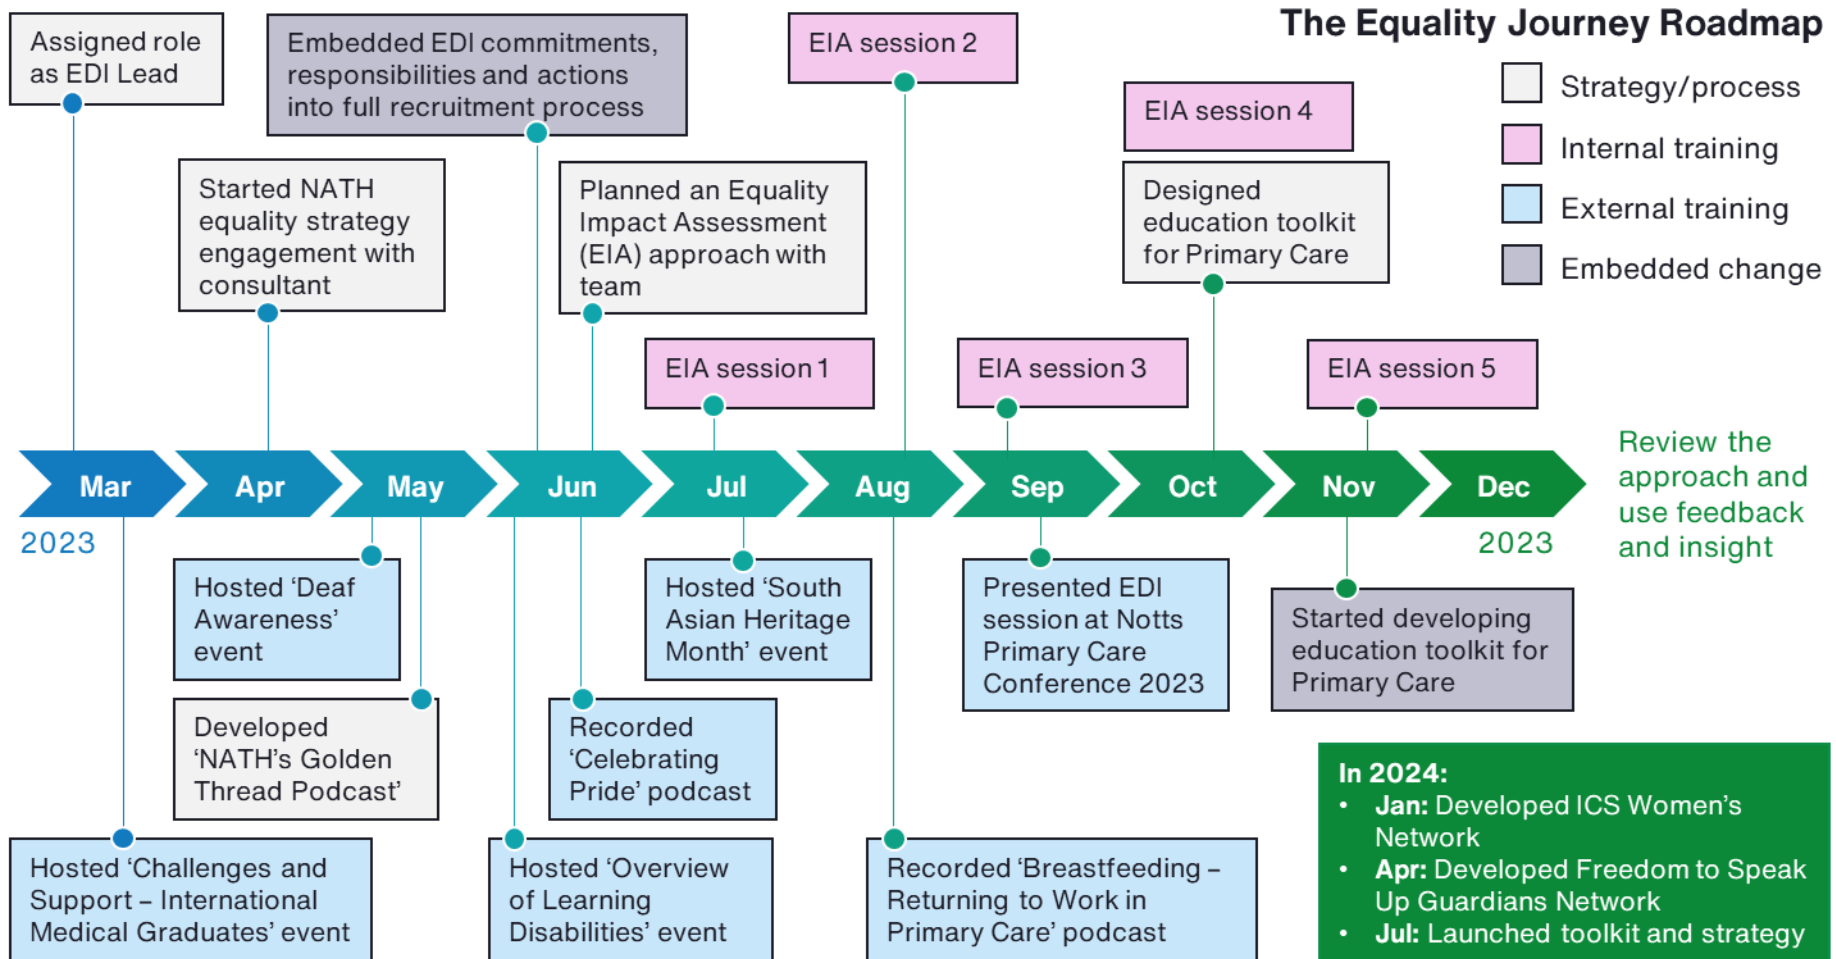 The Equality Journey Roadmap
Strategy/process
Internal training
External training
Embedded change
Assigned role
as EDI Lead
Embedded EDI commitments,
responsibilities and actions
into full recruitment process
EIA session 2
EIA session 4
Started NATH
equality strategy
engagement with
consultant
Planned an Equality
Impact Assessment
(EIA) approach with
team
Designed
education toolkit
for Primary Care
EIA session 1
EIA session 3
EIA session 5
Mar
Apr
May
Jun
Jul
Aug
Sep
Oct
Nov
Dec
2023
2023
Review the
approach and
use feedback
and insight
Hosted ‘Deaf
Awareness’
event
Hosted ‘South
Asian Heritage
Month’ event
Presented EDI
session at Notts
Primary Care
Conference 2023
Started developing
education toolkit for
Primary Care
Developed
‘NATH’s Golden
Thread Podcast’
Recorded
‘Celebrating
Pride’ podcast
Hosted ‘Challenges and
Support – International
Medical Graduates’ event
Hosted ‘Overview
of Learning
Disabilities’ event
Recorded ‘Breastfeeding –
Returning to Work in
Primary Care’ podcast
In 2024:
• Jan: Developed ICS Women’s
Network
• Apr: Developed Freedom to Speak
Up Guardians Network
• Jul: Launched toolkit and strategy